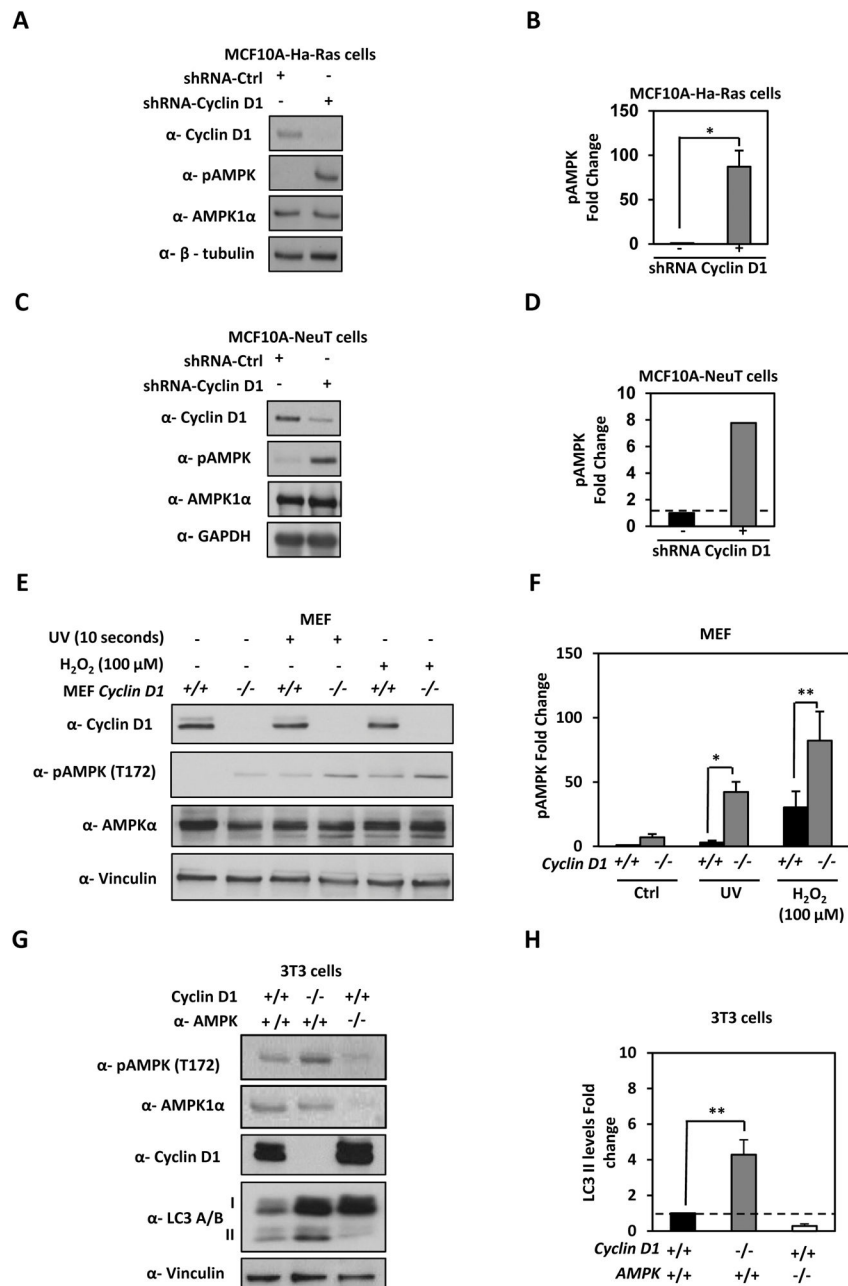 A
MCF10A-Ha-Ras cells
shRNA-Ctrl + -
shRNA-Cyclin D1 - +
α- Cyclin D1
α- pAMPK
α- AMPK1α
α- β - tubulin
B
MCF10A-Ha-Ras cells
pAMPK
Fold Change
150
100
50
0
*
- +
shRNA Cyclin D1
C
MCF10A-NeuT cells
shRNA-Ctrl + -
shRNA-Cyclin D1 - +
α- Cyclin D1
α- pAMPK
α- AMPK1α
α- GAPDH
D
MCF10A-NeuT cells
pAMPK
Fold Change
10
8
6
4
2
0
- +
shRNA Cyclin D1
E
MEF
UV (10 seconds) - - + + - -
H₂O₂ (100 µM) - - - - + +
MEF Cyclin D1 +/+ -/- +/+ -/- +/+ -/-
α- Cyclin D1
α- pAMPK (T172)
α- AMPKα
α- Vinculin
F
MEF
pAMPK Fold Change
150
100
50
0
*
**
Cyclin D1 +/+ -/- +/+ -/- +/+ -/-
Ctrl UV H₂O₂
(100 µM)
G
3T3 cells
Cyclin D1 +/+ -/- +/+
α- AMPK +/+ +/+ -/-
α- pAMPK (T172)
α- AMPK1α
α- Cyclin D1
α- LC3 A/B
I
II
α- Vinculin
H
3T3 cells
LC3 II levels Fold
change
10
8
6
4
2
0
**
Cyclin D1 +/+ -/- +/+
AMPK +/+ +/+ -/-